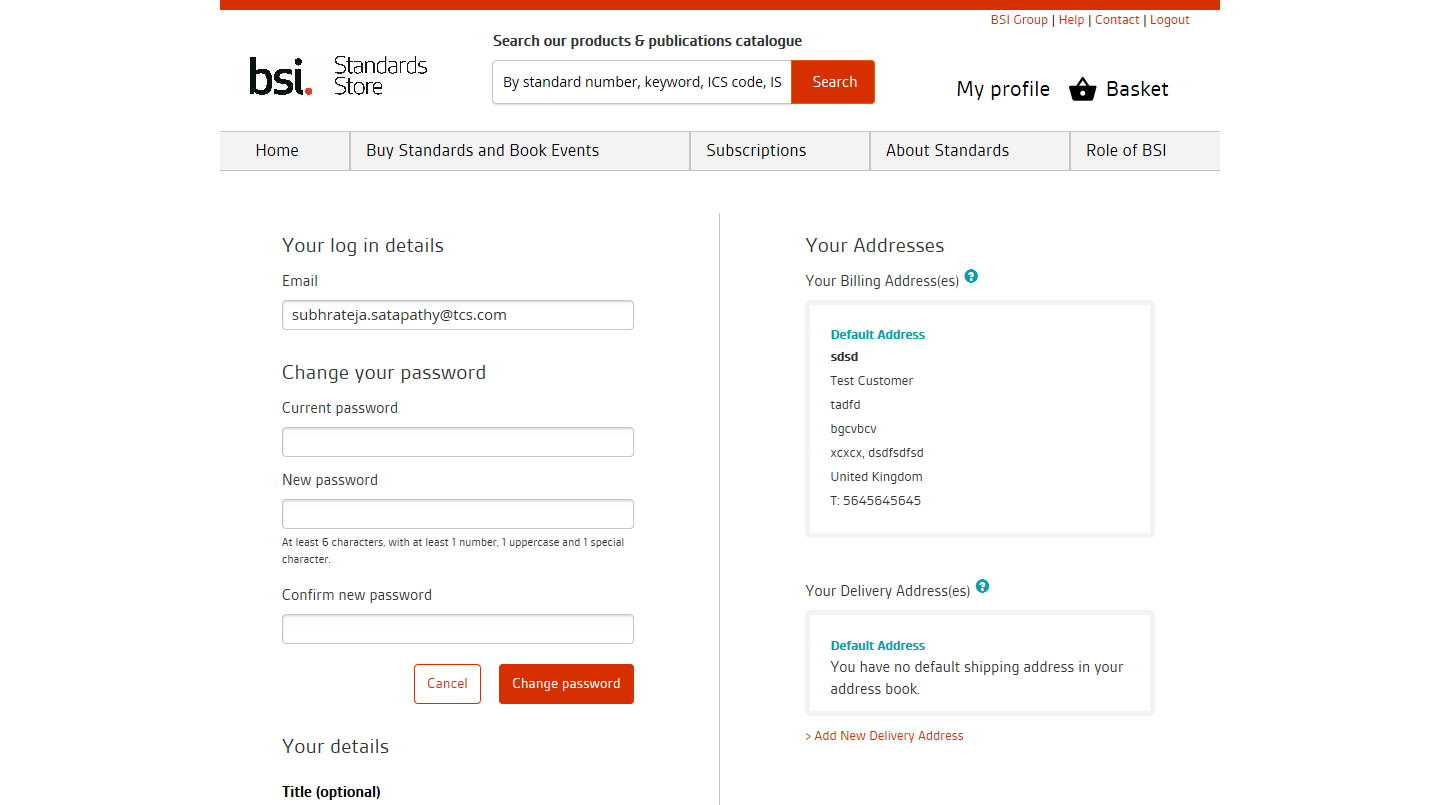 BSI Group | Help | Contact | Logout
Search our products & publications catalogue
bsi. Standards Store
By standard number, keyword, ICS code, IS
Search
My profile
Basket
Home
Buy Standards and Book Events
Subscriptions
About Standards
Role of BSI
Your log in details
Email
subhrateja.satapathy@tcs.com
Change your password
Current password
New password
At least 6 characters, with at least 1 number, 1 uppercase and 1 special
character.
Confirm new password
Cancel
Change password
Your details
Title (optional)
Your Addresses
Your Billing Address(es) ?
Default Address
sdsd
Test Customer
tadfd
bgcvbcv
xcxcx, dsdfsdfsd
United Kingdom
T: 5645645645
Your Delivery Address(es) ?
Default Address
You have no default shipping address in your
address book.
> Add New Delivery Address